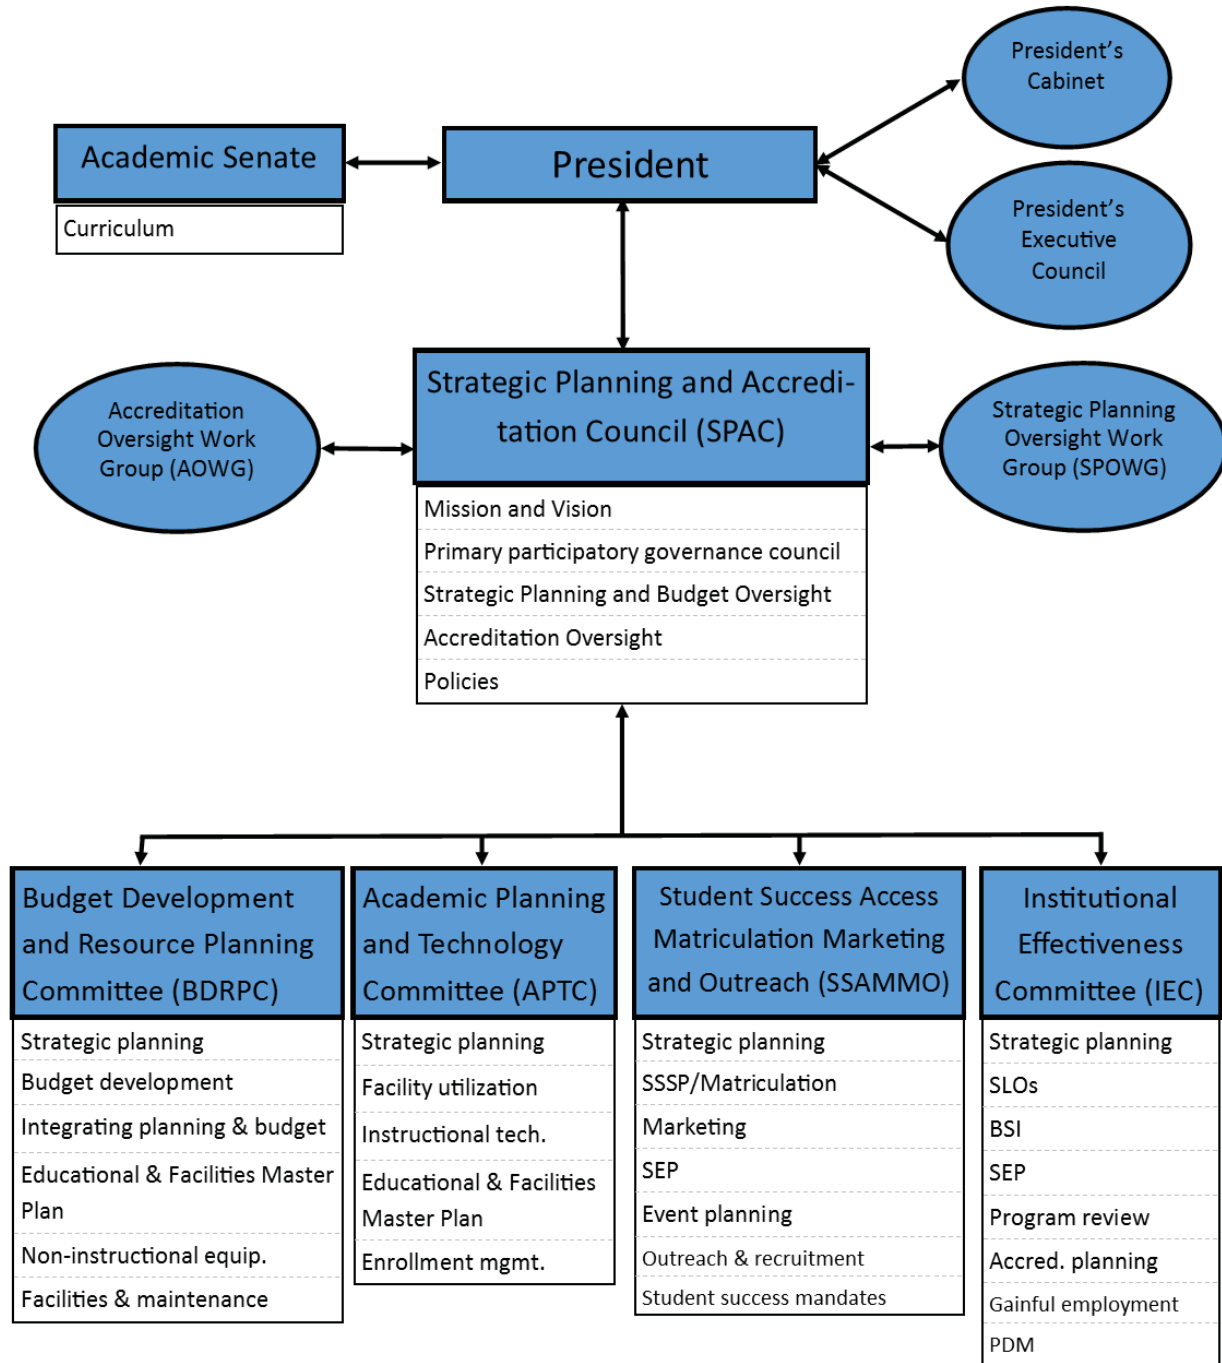 President's
Cabinet
Academic Senate
President
Curriculum
President's
Executive
Council
Strategic Planning and Accredi-
tation Council (SPAC)
Accreditation
Oversight Work
Group (AOWG)
Strategic Planning
Oversight Work
Group (SPOWG)
Mission and Vision
Primary participatory governance council
Strategic Planning and Budget Oversight
Accreditation Oversight
Policies
Budget Development
and Resource Planning
Committee (BDRPC)
Strategic planning
Budget development
Integrating planning & budget
Educational & Facilities Master
Plan
Non-instructional equip.
Facilities & maintenance
Academic Planning
and Technology
Committee (APTC)
Strategic planning
Facility utilization
Instructional tech.
Educational & Facilities
Master Plan
Enrollment mgmt.
Student Success Access
Matriculation Marketing
and Outreach (SSAMMO)
Strategic planning
SSSP/Matriculation
Marketing
SEP
Event planning
Outreach & recruitment
Student success mandates
Institutional
Effectiveness
Committee (IEC)
Strategic planning
SLOs
BSI
SEP
Program review
Accred. planning
Gainful employment
PDM